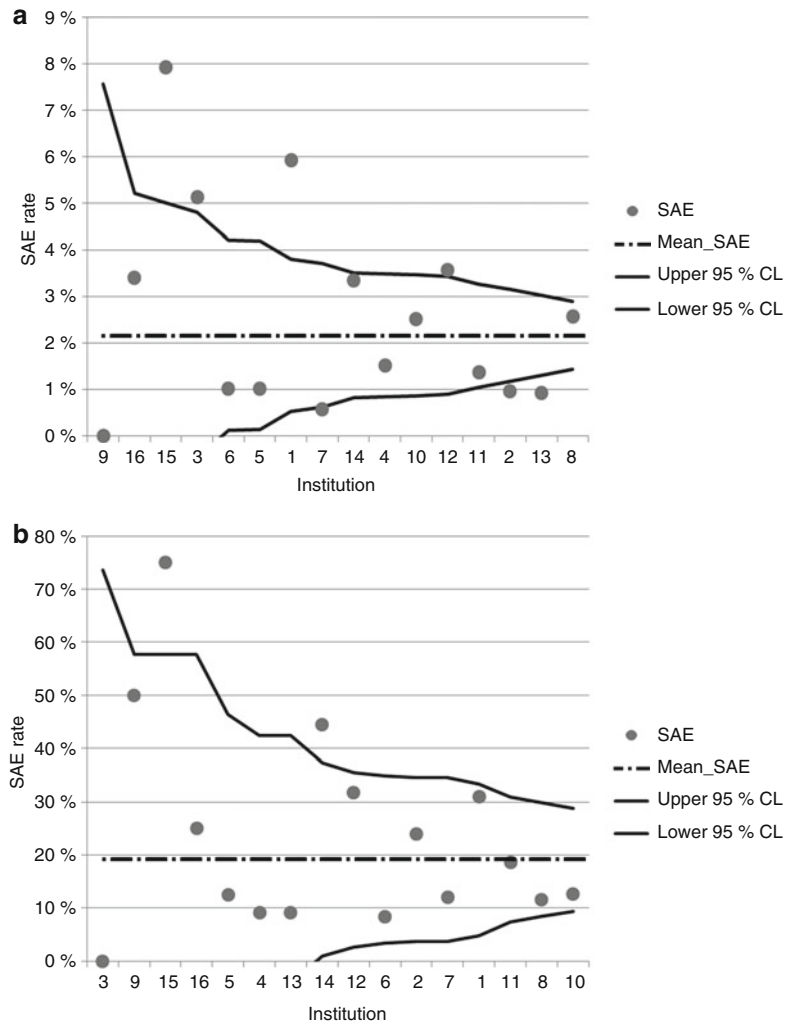 a
9 %
8 %
7 %
6 %
5 %
4 %
3 %
2 %
1 %
0 %
SAE rate
9 16 15 3 6 5 1 7 14 4 10 12 11 2 13 8
Institution
SAE
Mean_SAE
Upper 95 % CL
Lower 95 % CL
b
80 %
70 %
60 %
50 %
40 %
30 %
20 %
10 %
0 %
SAE rate
3 9 15 16 5 4 13 14 12 6 2 7 1 11 8 10
Institution
SAE
Mean_SAE
Upper 95 % CL
Lower 95 % CL